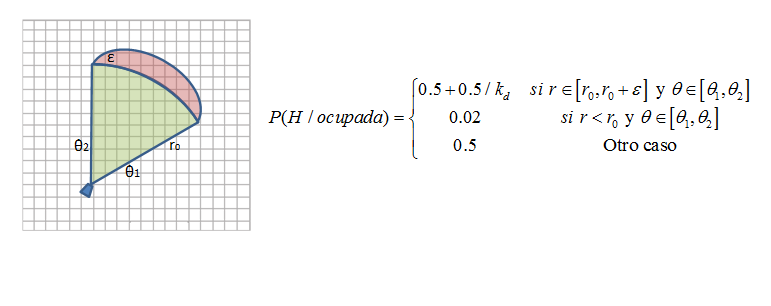 ε
θ₂
r₀
θ₁
P(H / ocupada) = { 0.5 + 0.5 / k_d si r ∈ [r₀, r₀ + ε] y θ ∈ [θ₁, θ₂]
0.02 si r < r₀ y θ ∈ [θ₁, θ₂]
0.5 Otro caso